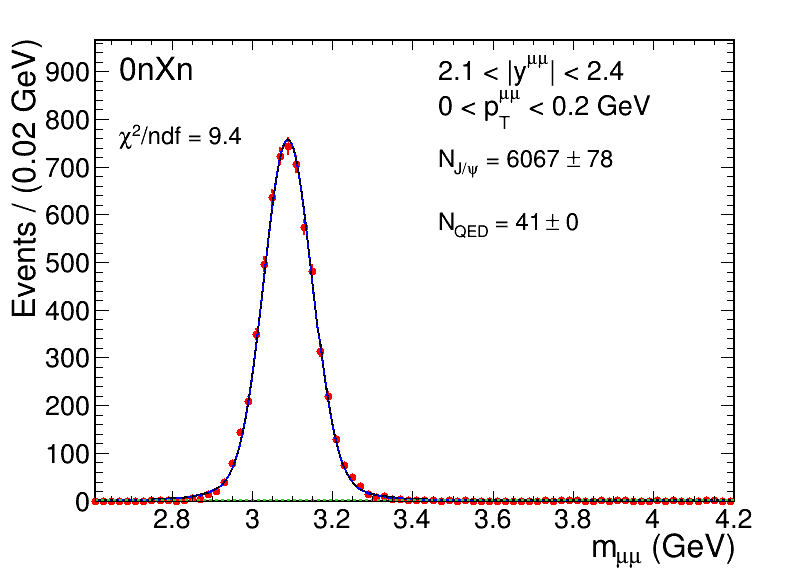 0nXn
2.1 < |y^μμ| < 2.4
0 < p_T^μμ < 0.2 GeV
χ²/ndf = 9.4
N_J/ψ = 6067 ± 78
N_QED = 41 ± 0
Events / (0.02 GeV)
900
800
700
600
500
400
300
200
100
0
2.8 3 3.2 3.4 3.6 3.8 4 4.2
m_μμ (GeV)